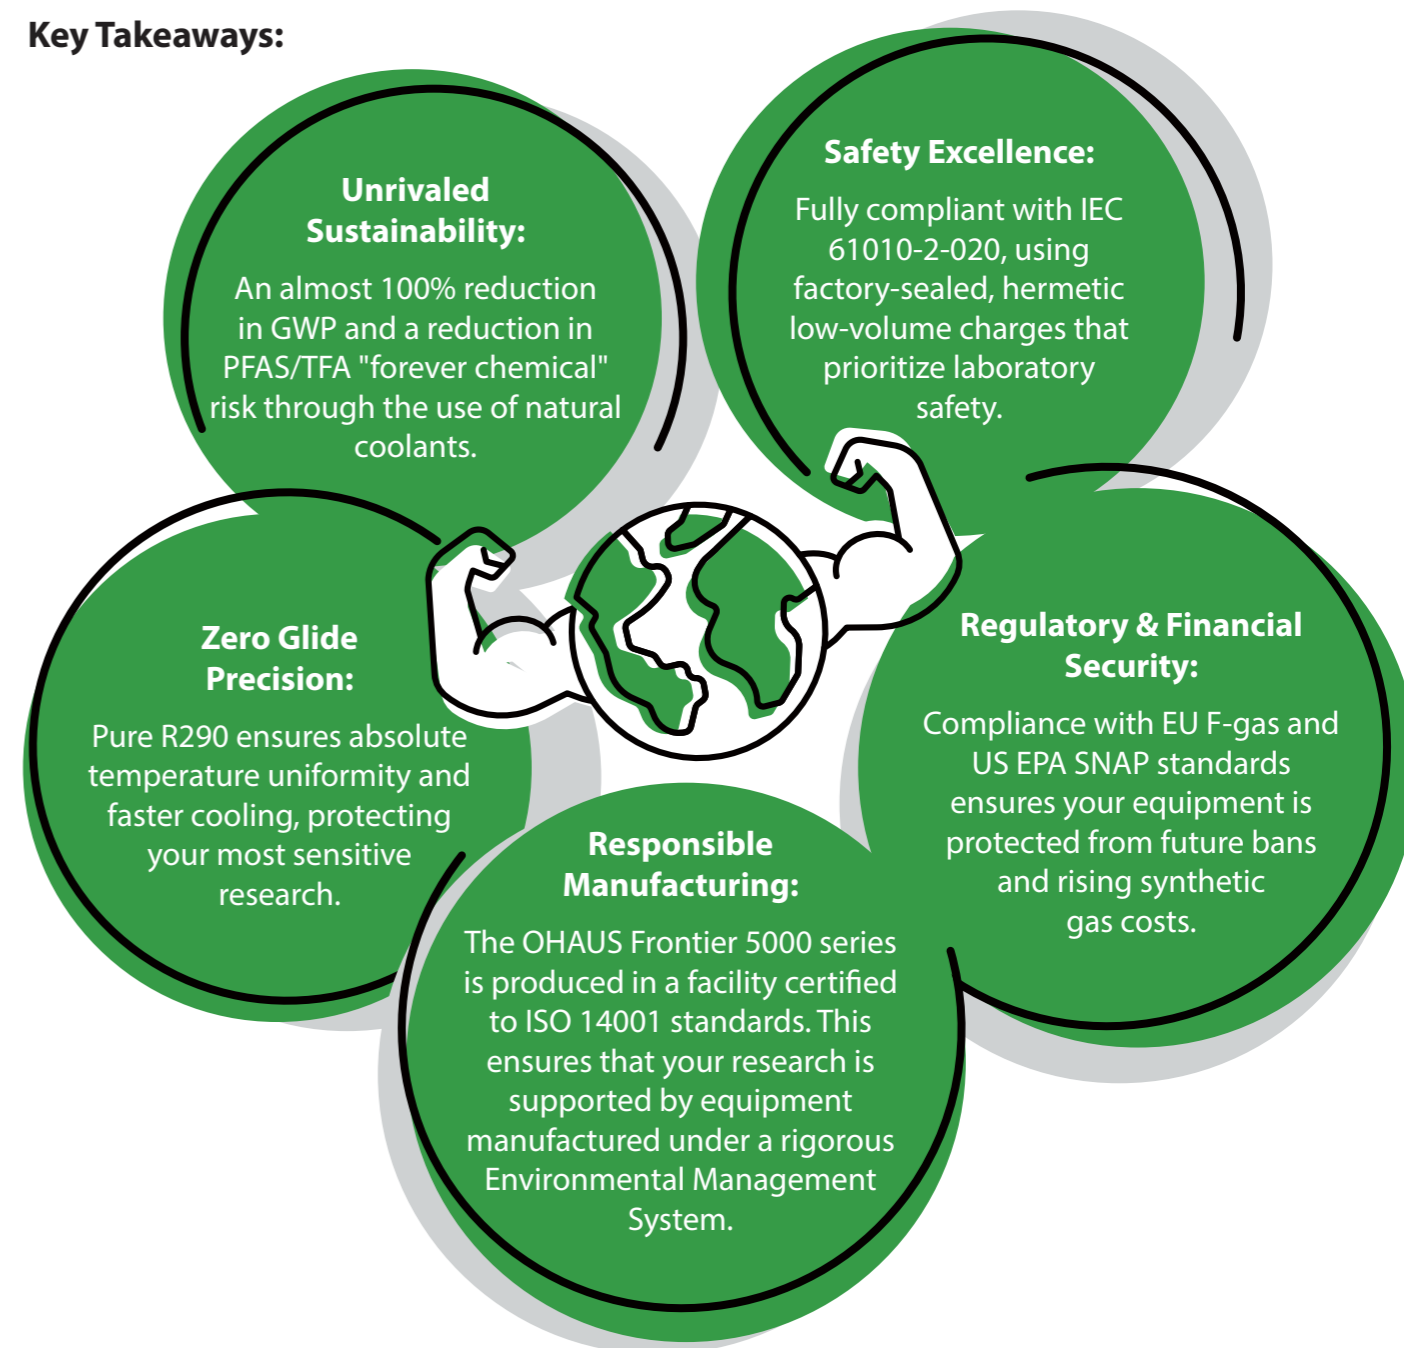 Key Takeaways:
Unrivaled
Sustainability:
An almost 100% reduction
in GWP and a reduction in
PFAS/TFA "forever chemical"
risk through the use of natural
coolants.
Safety Excellence:
Fully compliant with IEC
61010-2-020, using
factory-sealed, hermetic
low-volume charges that
prioritize laboratory
safety.
Zero Glide
Precision:
Pure R290 ensures absolute
temperature uniformity and
faster cooling, protecting
your most sensitive
research.
Regulatory & Financial
Security:
Compliance with EU F-gas and
US EPA SNAP standards
ensures your equipment is
protected from future bans
and rising synthetic
gas costs.
Responsible
Manufacturing:
The OHAUS Frontier 5000 series
is produced in a facility certified
to ISO 14001 standards. This
ensures that your research is
supported by equipment
manufactured under a rigorous
Environmental Management
System.